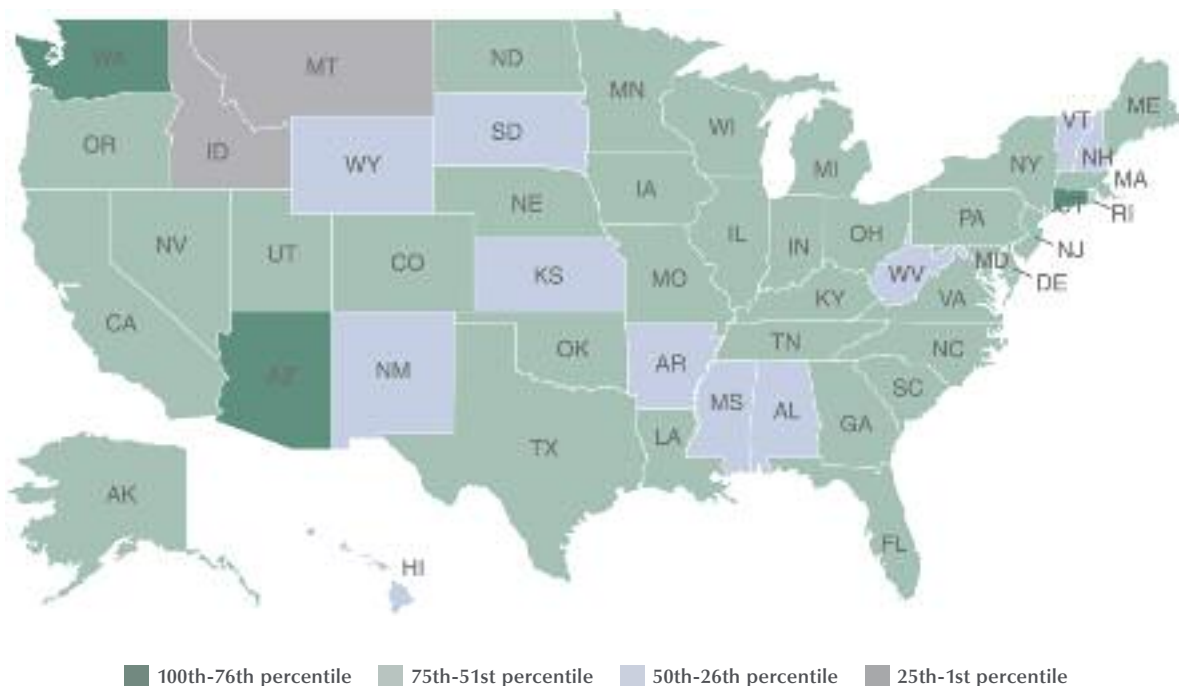 WA
MT
ND
MN
ME
OR
ID
SD
WI
VT
NH
WY
MI
NY
MA
IA
RI
NE
PA
CT
NV
UT
CO
IL
IN
OH
NJ
KS
MO
WV
MD
DE
KY
VA
CA
AZ
NM
OK
AR
TN
NC
MS
AL
SC
GA
TX
LA
AK
FL
HI
100th-76th percentile 75th-51st percentile 50th-26th percentile 25th-1st percentile